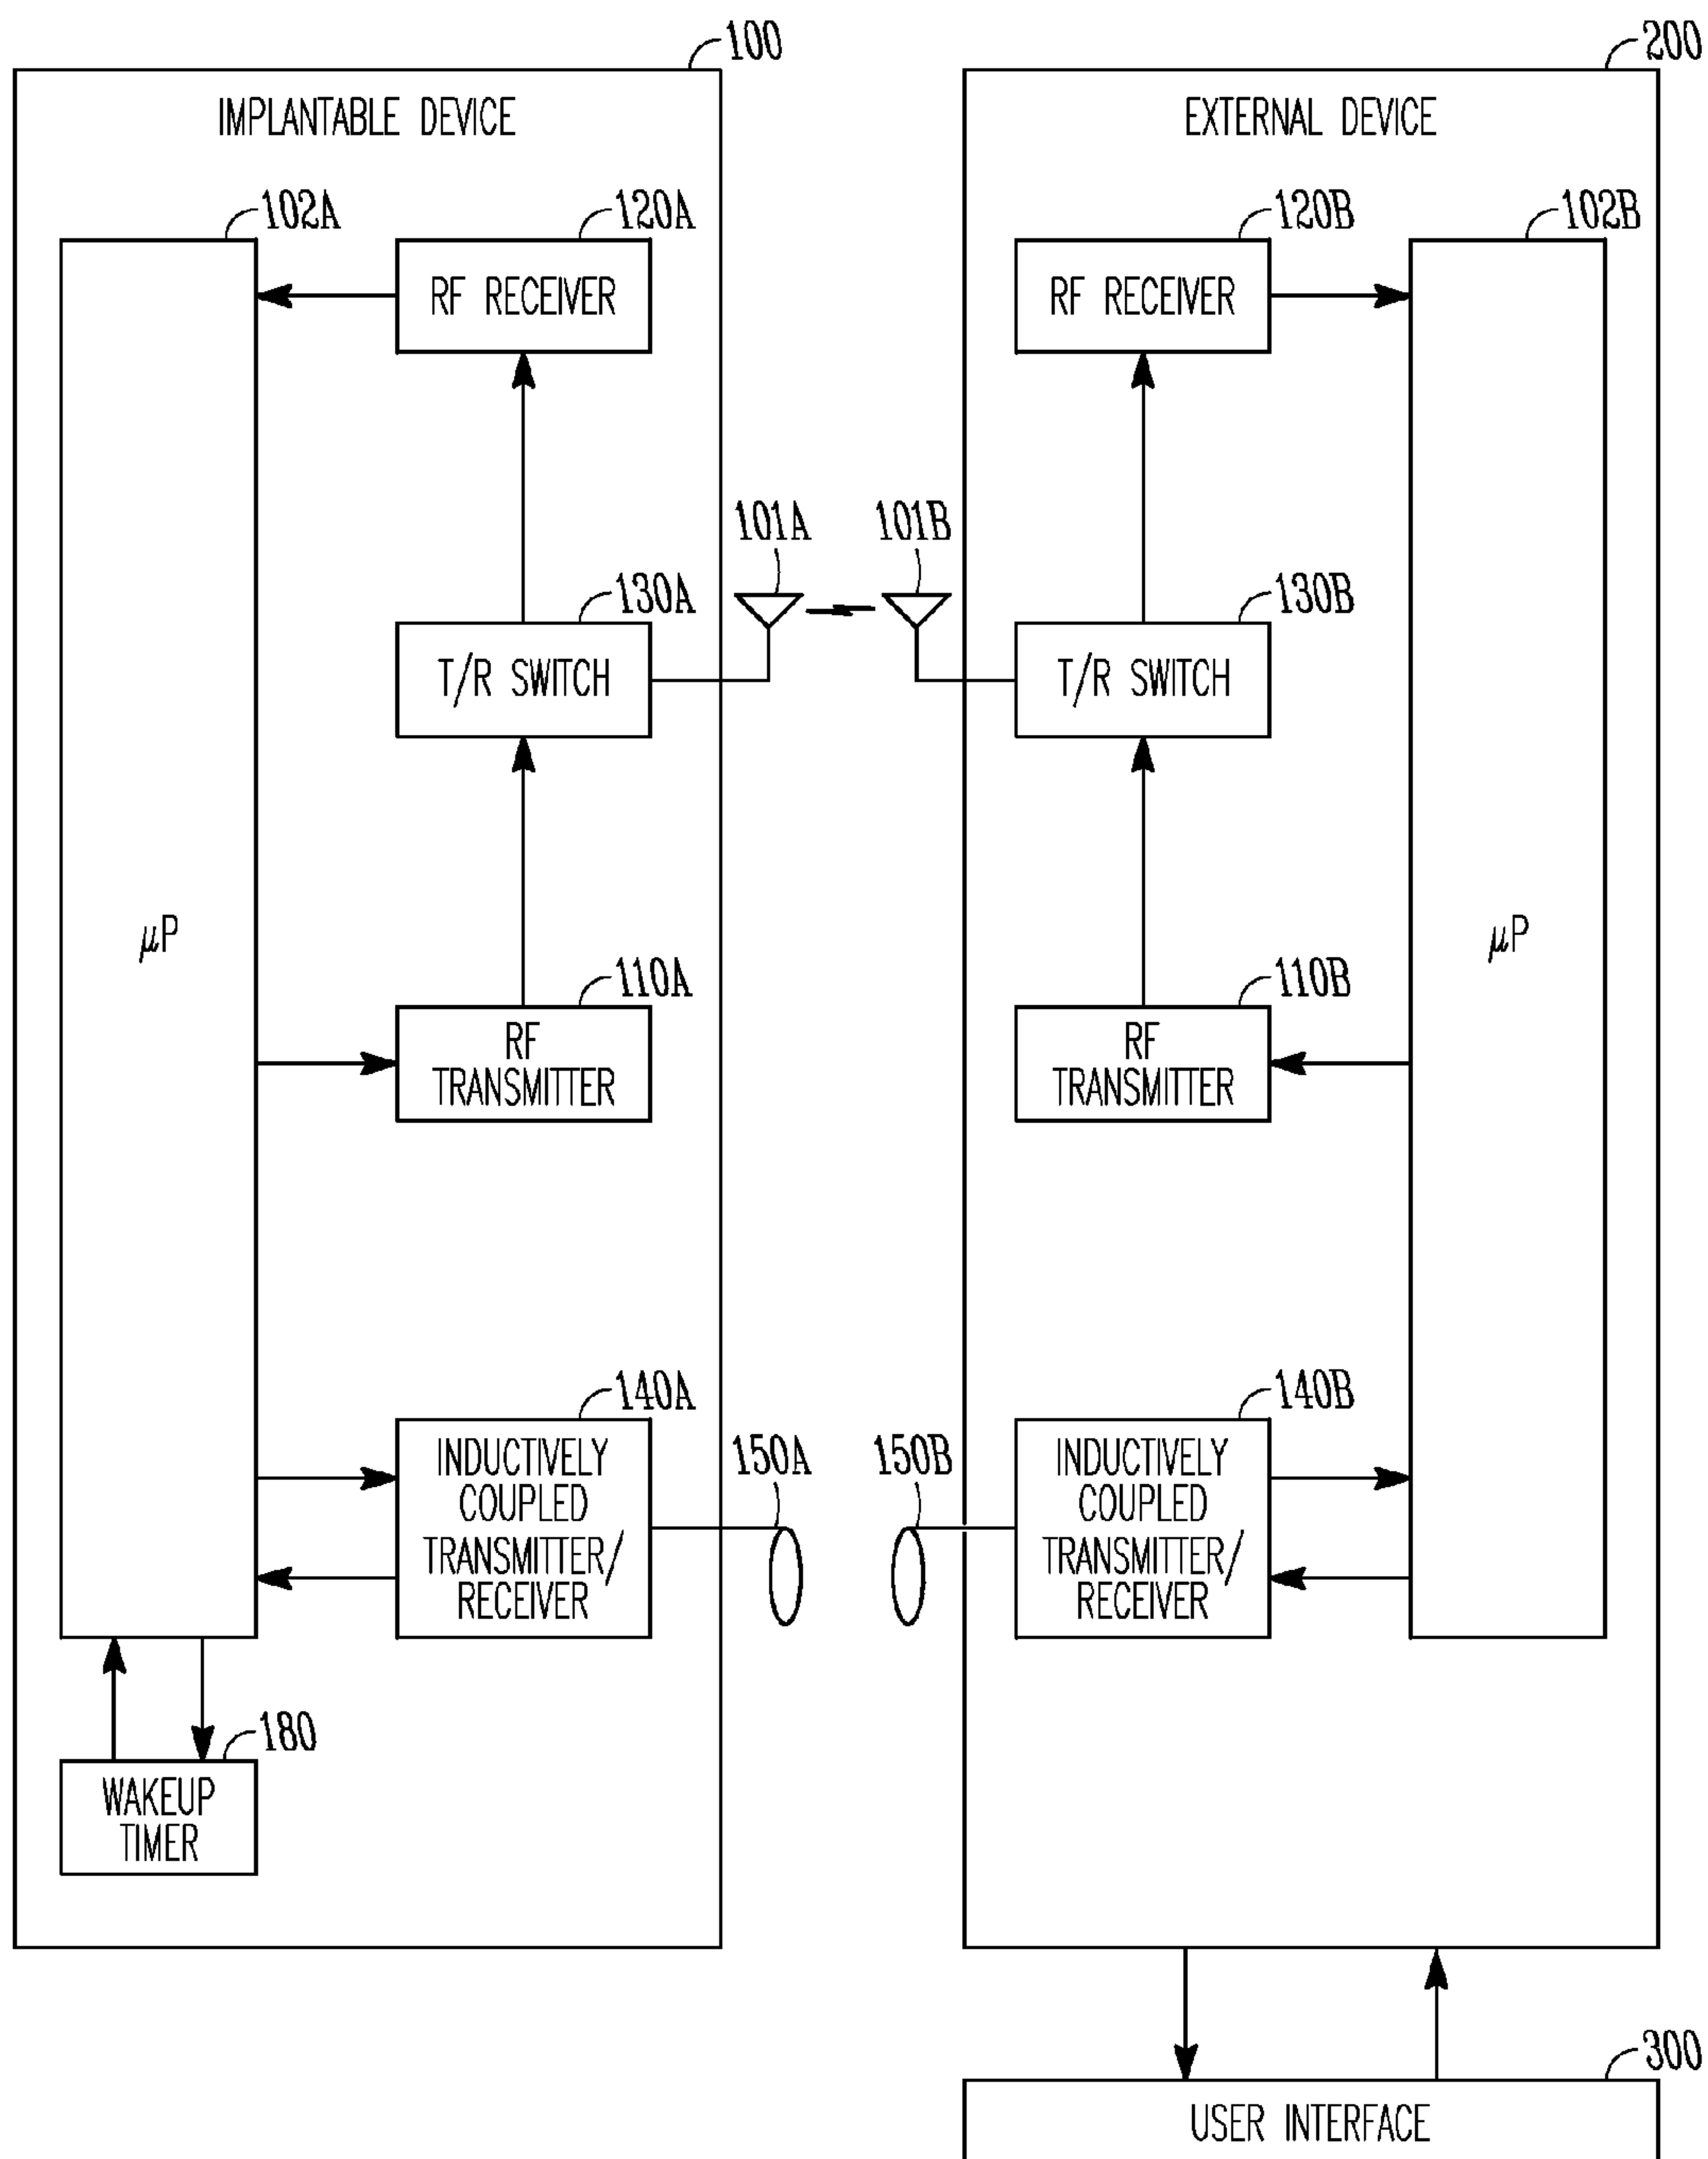 100
200
IMPLANTABLE DEVICE
EXTERNAL DEVICE
102A
120A
120B
102B
RF RECEIVER
RF RECEIVER
101A
101B
130A
130B
T/R SWITCH
T/R SWITCH
µP
µP
110A
110B
RF
TRANSMITTER
RF
TRANSMITTER
140A
140B
150A
150B
INDUCTIVELY
COUPLED
TRANSMITTER/
RECEIVER
INDUCTIVELY
COUPLED
TRANSMITTER/
RECEIVER
180
WAKEUP
TIMER
300
USER INTERFACE